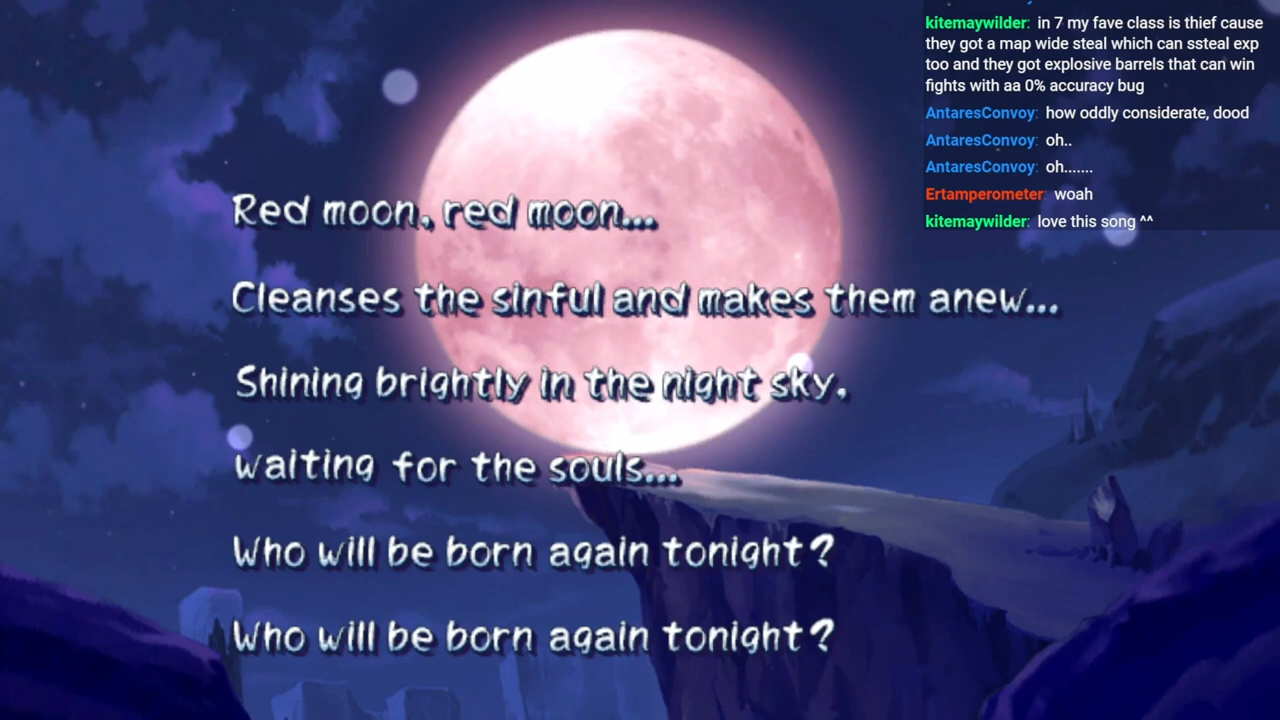 kitemaywilder: in 7 my fave class is thief cause
they got a map wide steal which can ssteal exp
too and they got explosive barrels that can win
fights with aa 0% accuracy bug
AntaresConvoy: how oddly considerate, dood
AntaresConvoy: oh..
AntaresConvoy: oh.......
Ertamperometer: woah
kitemaywilder: love this song ^^
Red moon, red moon...
Cleanses the sinful and makes them anew...
Shining brightly in the night sky.
waiting for the souls...
Who will be born again tonight?
Who will be born again tonight?